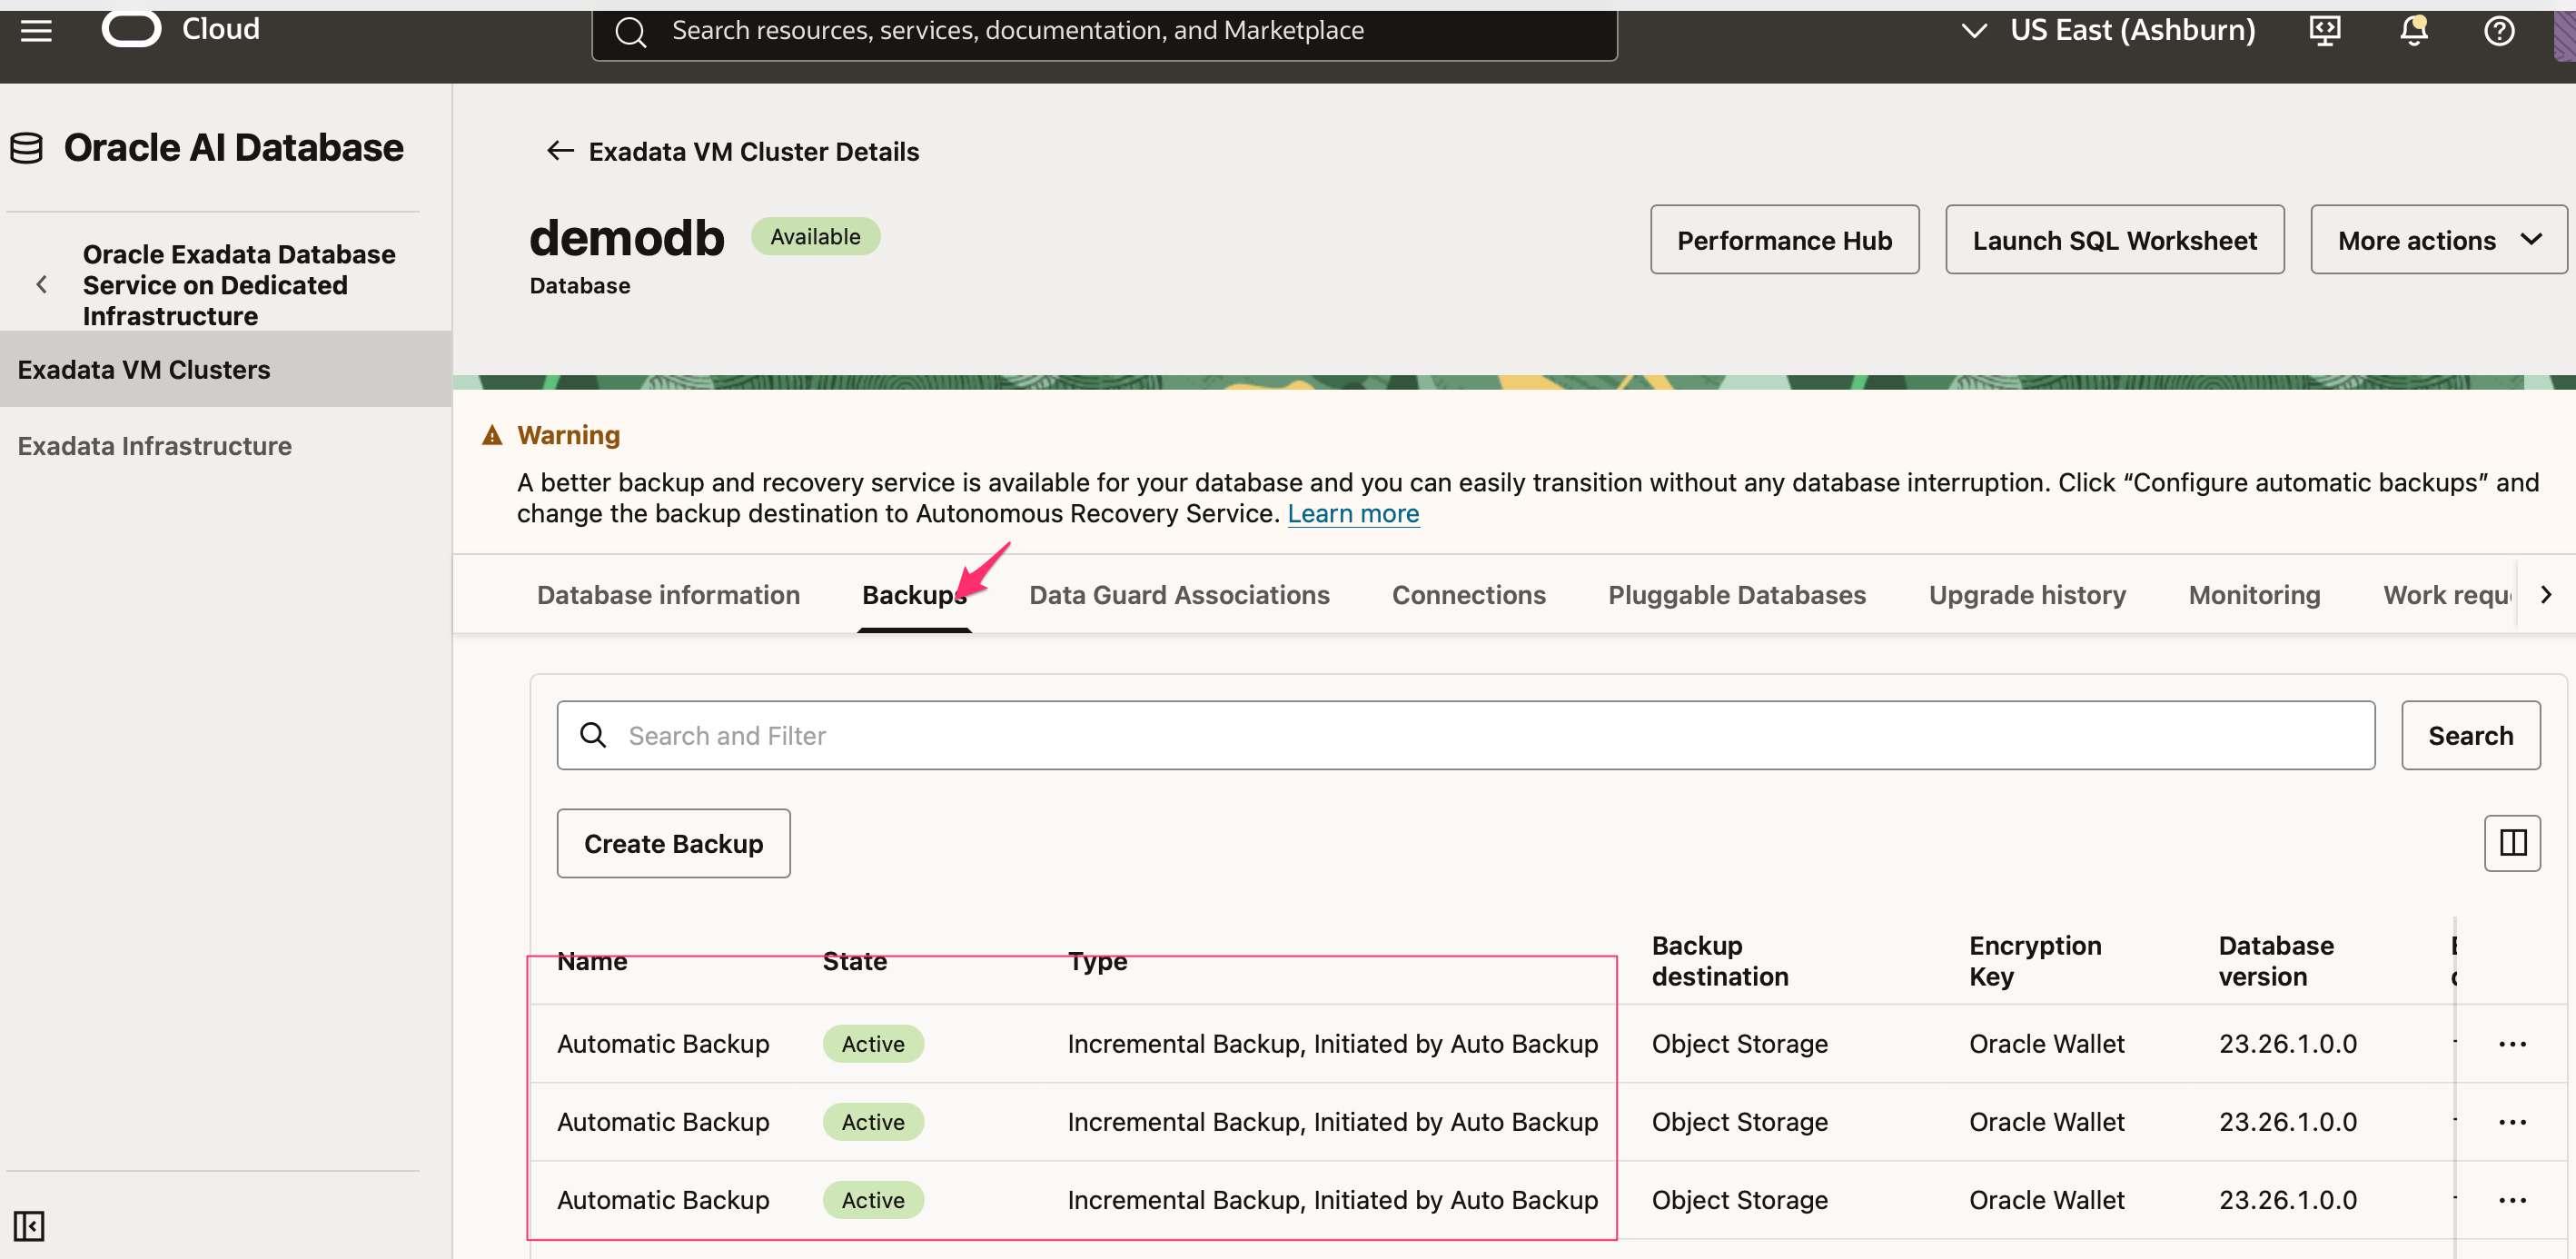 Cloud
Search resources, services, documentation, and Marketplace
US East (Ashburn)
Oracle AI Database
Oracle Exadata Database
Service on Dedicated
Infrastructure
Exadata VM Clusters
Exadata Infrastructure
Exadata VM Cluster Details
demodb
Available
Database
Performance Hub
Launch SQL Worksheet
More actions
Warning
A better backup and recovery service is available for your database and you can easily transition without any database interruption. Click “Configure automatic backups” and
change the backup destination to Autonomous Recovery Service. Learn more
Database information
Backups
Data Guard Associations
Connections
Pluggable Databases
Upgrade history
Monitoring
Work requ
Search and Filter
Search
Create Backup
Name
State
Type
Backup
destination
Encryption
Key
Database
version
Automatic Backup Active Incremental Backup, Initiated by Auto Backup Object Storage Oracle Wallet 23.26.1.0.0
Automatic Backup Active Incremental Backup, Initiated by Auto Backup Object Storage Oracle Wallet 23.26.1.0.0
Automatic Backup Active Incremental Backup, Initiated by Auto Backup Object Storage Oracle Wallet 23.26.1.0.0